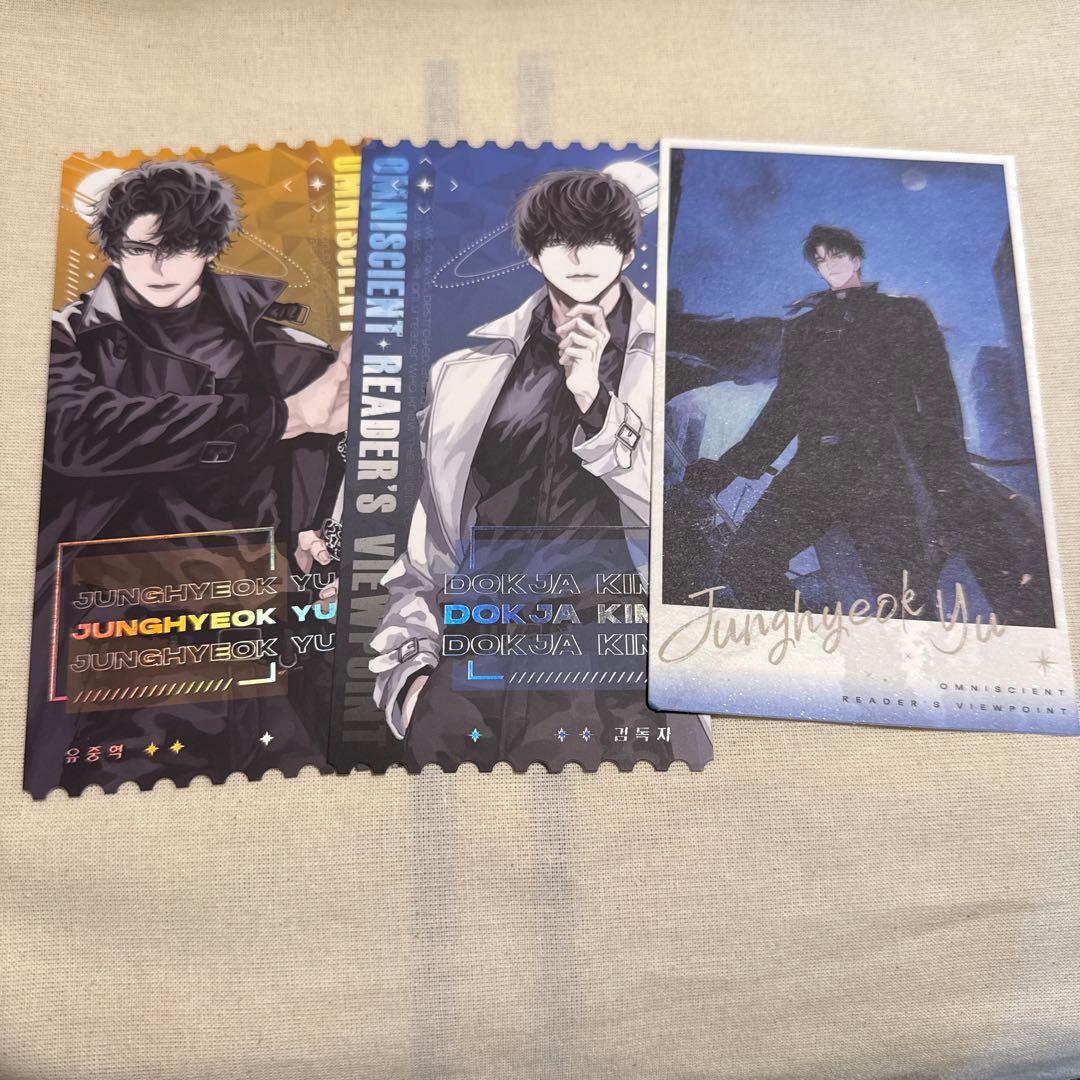 OMNISCIENT
JUNGHYEOK YU
JUNGHYEOK YU
JUNGHYEOK YU
유중혁
OMNISCIENT READER'S VIEWPOINT
DOKJA KIM
DOKJA KIM
DOKJA KIM
김독자
Junghyeok Yu
OMNISCIENT
READER'S VIEWPOINT